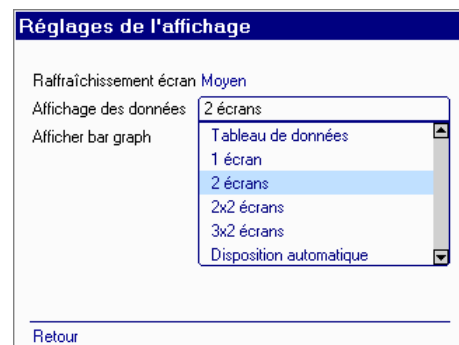 Réglages de l'affichage
Raffraîchissement écran Moyen
Affichage des données 2 écrans
Afficher bar graph
Tableau de données
1 écran
2 écrans
2x2 écrans
3x2 écrans
Disposition automatique
Retour